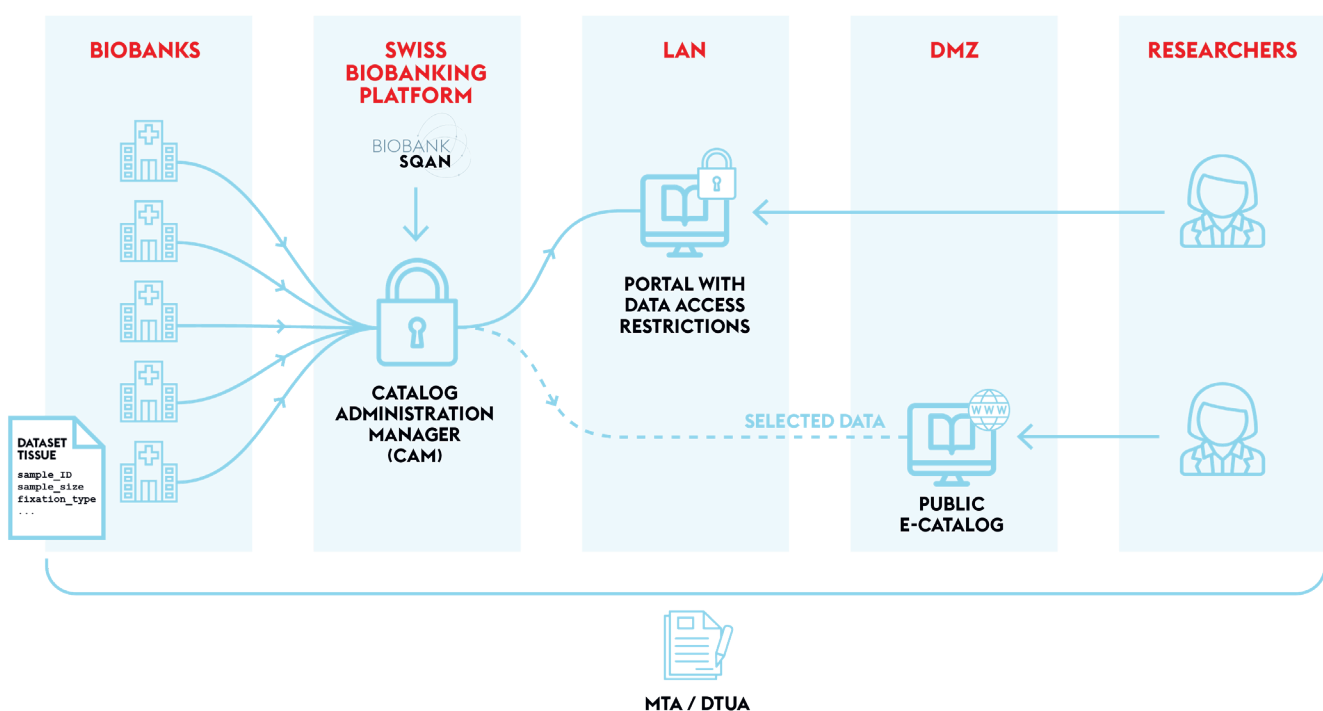 BIOBANKS
SWISS
BIOBANKING
PLATFORM
LAN
DMZ
RESEARCHERS
BIOBANK
SQAN
PORTAL WITH
DATA ACCESS
RESTRICTIONS
CATALOG
ADMINISTRATION
MANAGER
(CAM)
DATASET
TISSUE
sample_ID
sample_size
fixation_type
...
SELECTED DATA
WWW
PUBLIC
E-CATALOG
MTA / DTUA